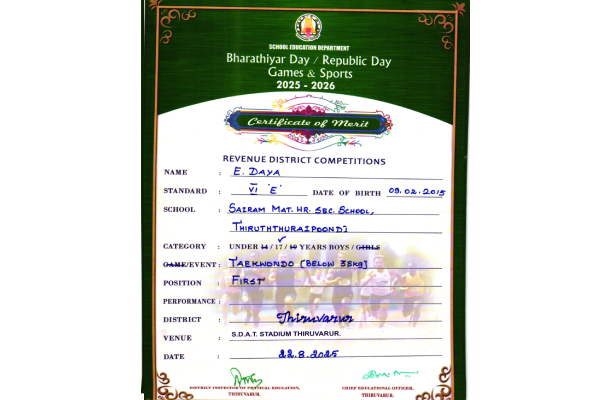 SCHOOL EDUCATION DEPARTMENT
Bharathiyar Day / Republic Day
Games & Sports
2025 - 2026
Certificate of Merit
REVENUE DISTRICT COMPETITIONS
NAME : E. DAYA
STANDARD : VI 'E' DATE OF BIRTH 09.02.2015
SCHOOL : SAIRAM MAT. HR. SEC. SCHOOL,
THIRUTHTHURAIPOONDI
CATEGORY : UNDER 14 / 17 / 19 YEARS BOYS / GIRLS
GAME/EVENT : TAEKWONDO [BELOW 35KG]
POSITION : FIRST
PERFORMANCE :
DISTRICT : Thiruvarur
VENUE : S.D.A.T. STADIUM THIRUVARUR.
DATE : 22.8.2025
DISTRICT INSPECTOR OF PHYSICAL EDUCATION, CHIEF EDUCATIONAL OFFICER,
THIRUVARUR. THIRUVARUR.